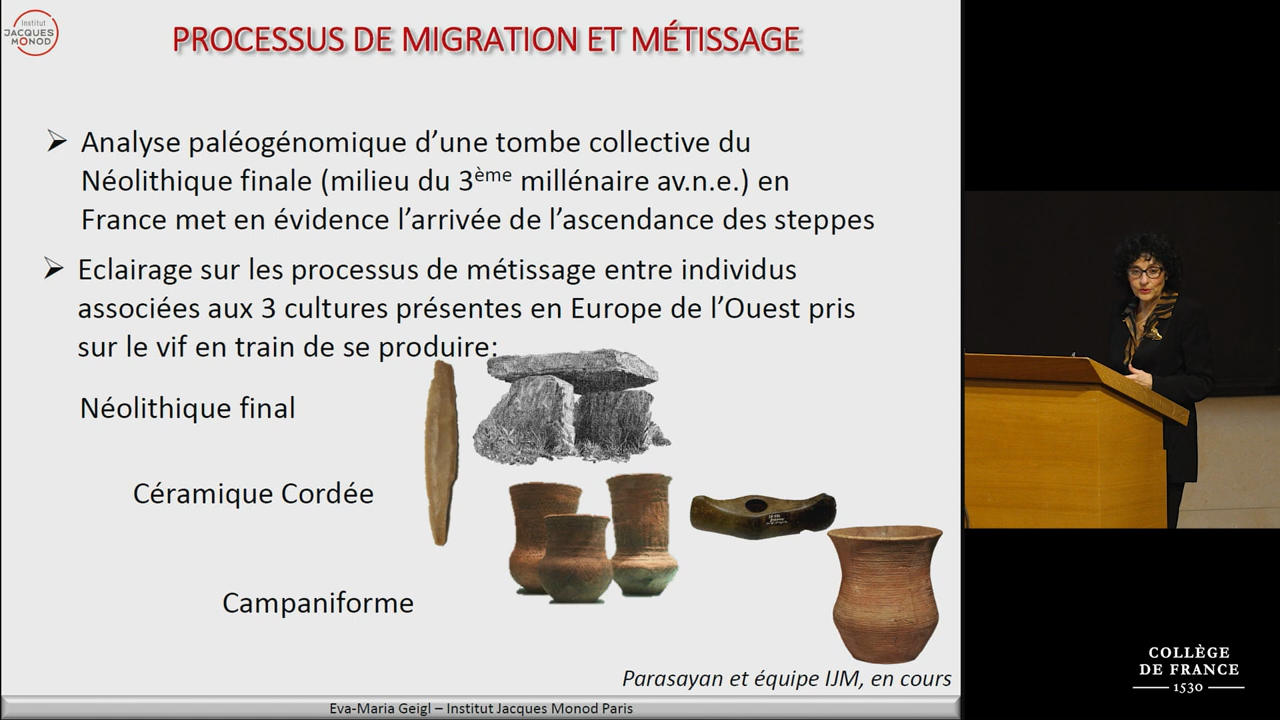 Institut
JACQUES
MONOD
PROCESSUS DE MIGRATION ET MÉTISSAGE
➢ Analyse paléogénomique d’une tombe collective du
Néolithique finale (milieu du 3ème millénaire av.n.e.) en
France met en évidence l’arrivée de l’ascendance des steppes
➢ Eclairage sur les processus de métissage entre individus
associées aux 3 cultures présentes en Europe de l’Ouest pris
sur le vif en train de se produire:
Néolithique final
Céramique Cordée
Campaniforme
Parasayan et équipe IJM, en cours
Eva-Maria Geigl – Institut Jacques Monod Paris
COLLÈGE
DE FRANCE
1530